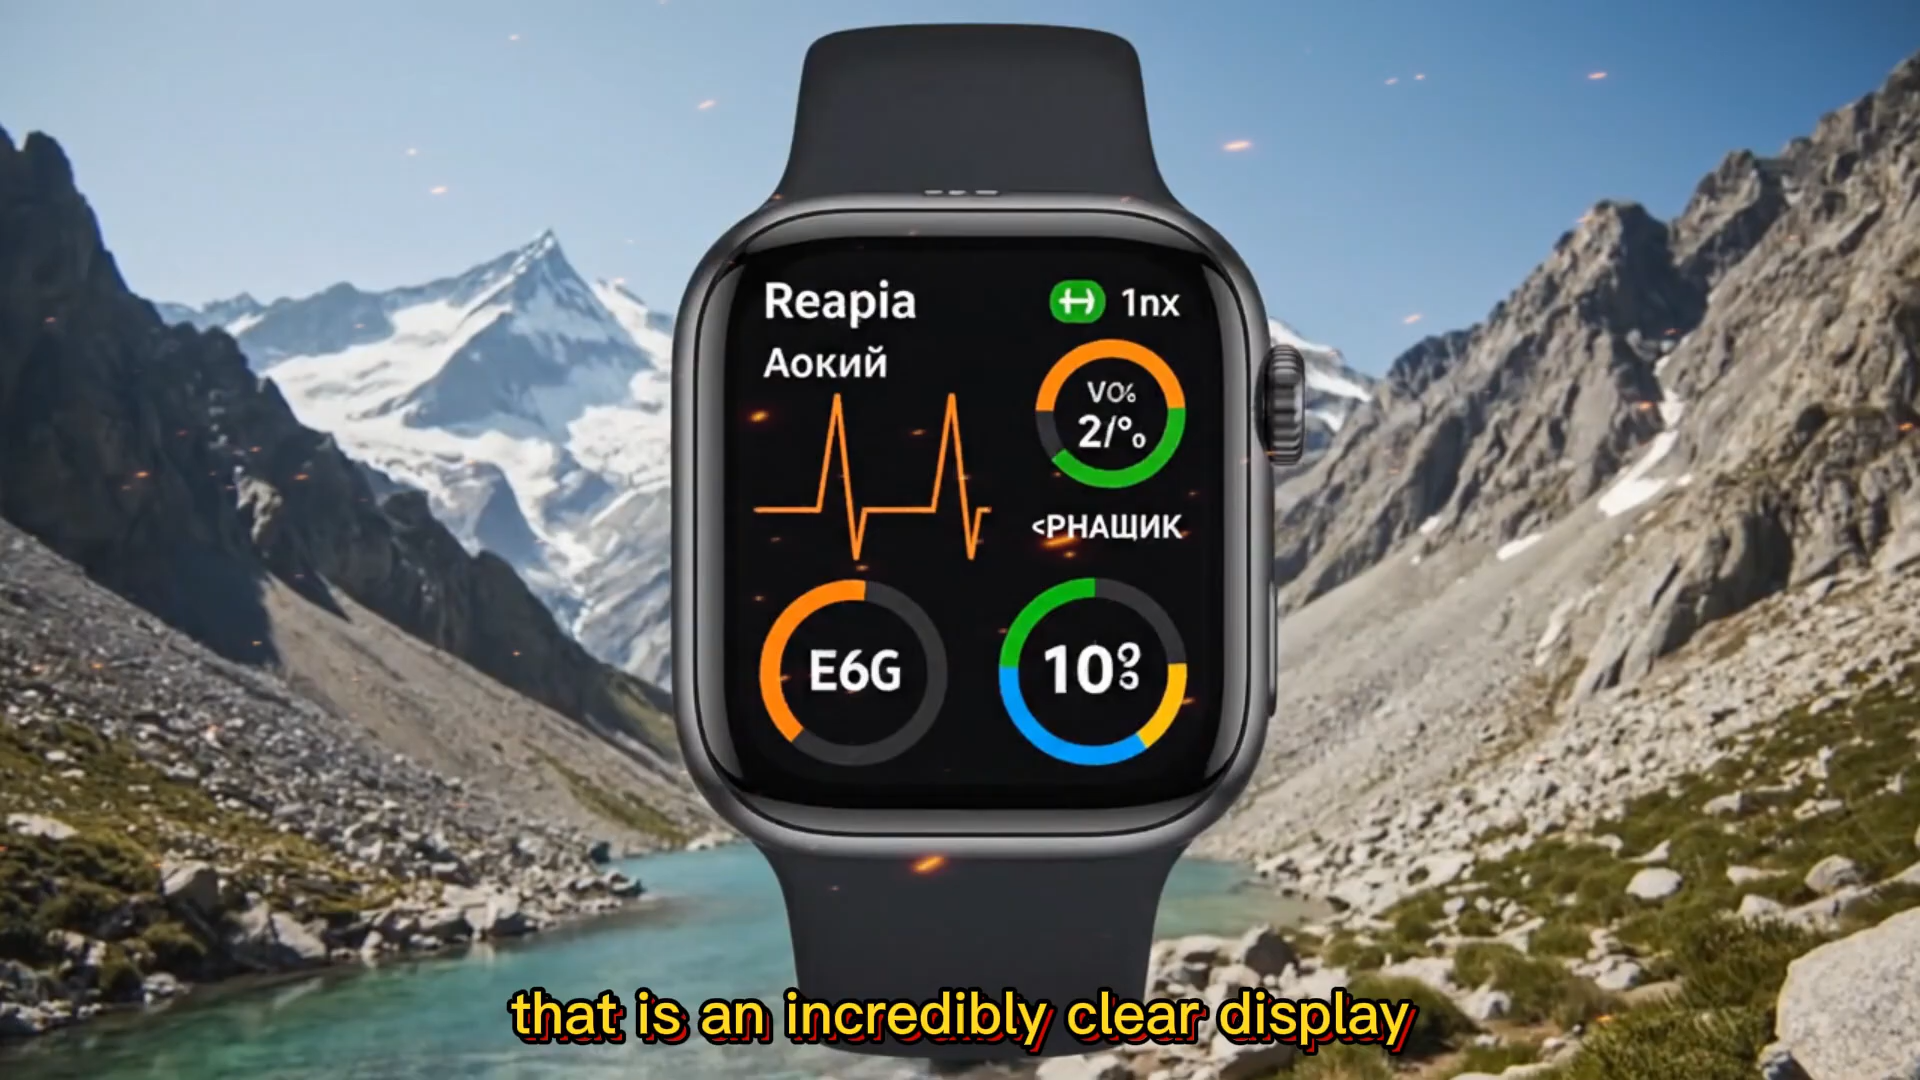 Reapia
1nx
Аокий
VO%
2/°o
<РНАЩИК
E6G
10
that is an incredibly clear display